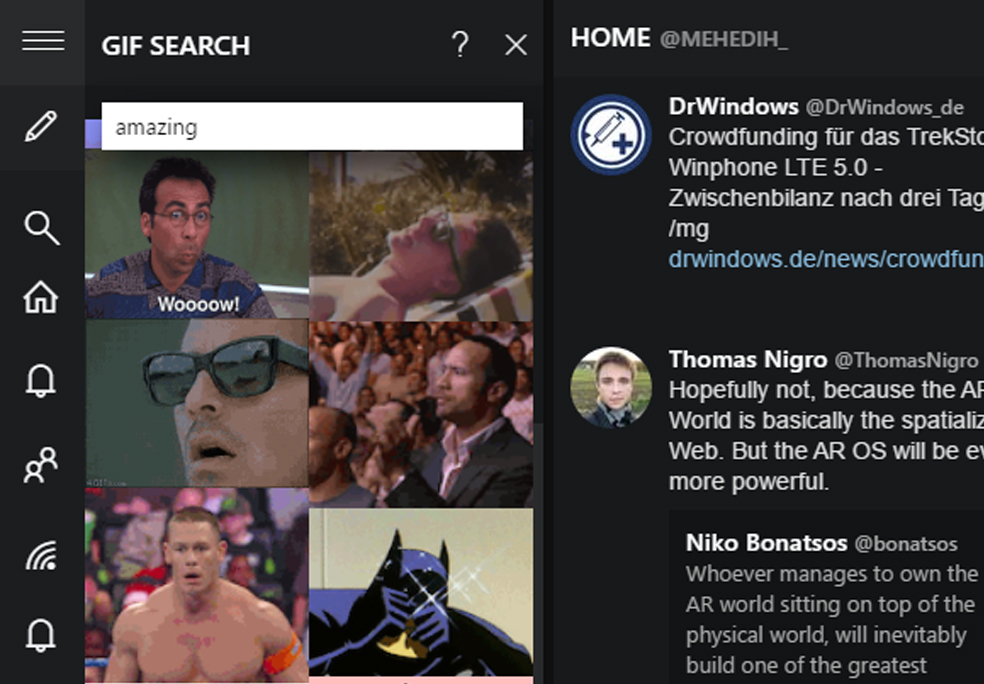 GIF SEARCH
?
amazing
Woooow!
HOME @MEHEDIH_
DrWindows @DrWindows_de
Crowdfunding für das TrekSto
Winphone LTE 5.0 -
Zwischenbilanz nach drei Tag
/mg
drwindows.de/news/crowdfun
Thomas Nigro @ThomasNigro
Hopefully not, because the AR
World is basically the spatializ
Web. But the AR OS will be ev
more powerful.
Niko Bonatsos @bonatsos
Whoever manages to own the
AR world sitting on top of the
physical world, will inevitably
build one of the greatest